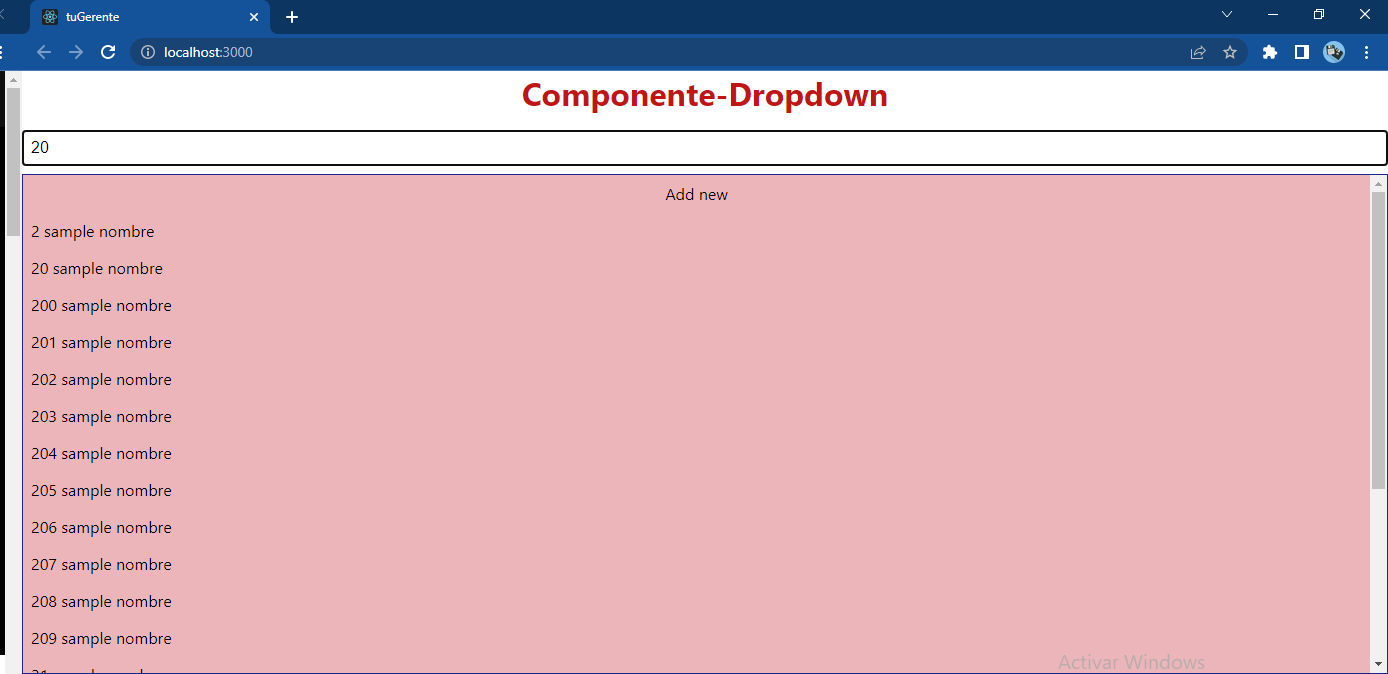 tuGerente
localhost:3000
Componente-Dropdown
20
Add new
2 sample nombre
20 sample nombre
200 sample nombre
201 sample nombre
202 sample nombre
203 sample nombre
204 sample nombre
205 sample nombre
206 sample nombre
207 sample nombre
208 sample nombre
209 sample nombre
Activar Windows